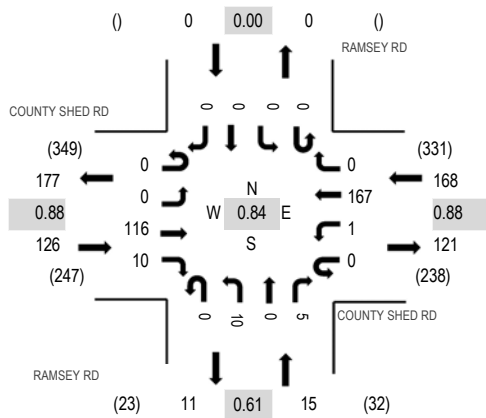 () 0 0.00 0 ()
RAMSEY RD
COUNTY SHED RD
0 0 0 0
(349) 0 0 (331)
177 0 N 167 168
0.88 W 0.84 E 0.88
126 116 S 1 121
(247) 10 0 (238)
0 10 0 5
COUNTY SHED RD
RAMSEY RD
(23) 11 0.61 15 (32)